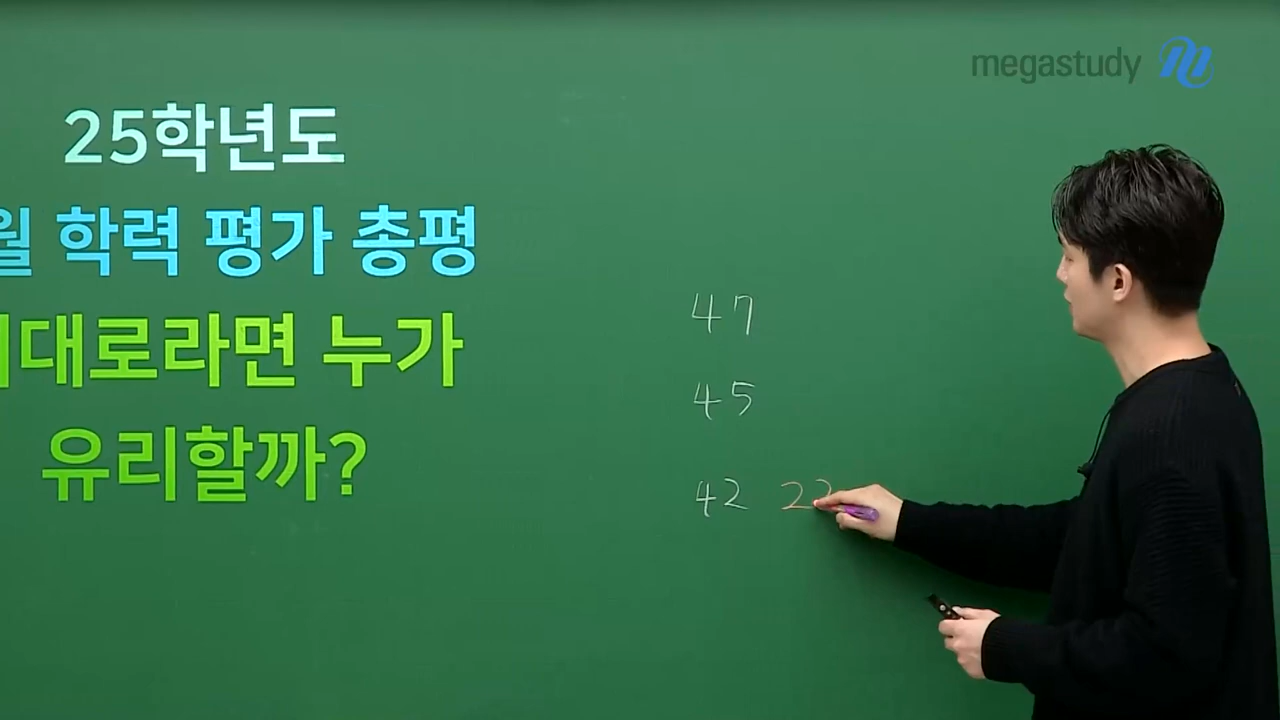 megastudy
25학년도
월 학력 평가 총평
대로라면 누가
유리할까?
47
45
42 22